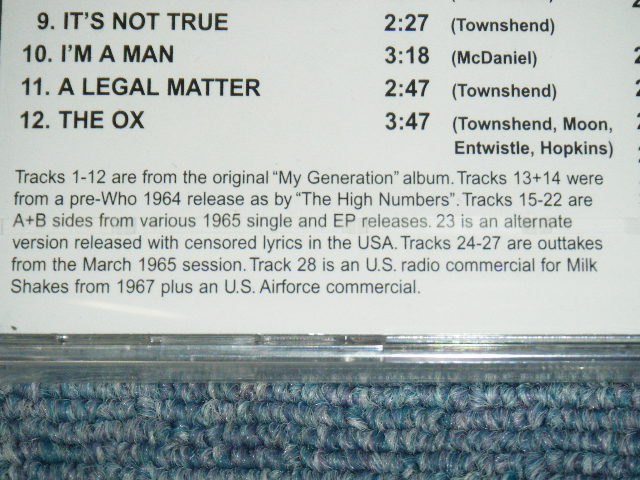 9. IT'S NOT TRUE 2:27 (Townshend)
10. I'M A MAN 3:18 (McDaniel)
11. A LEGAL MATTER 2:47 (Townshend)
12. THE OX 3:47 (Townshend, Moon,
Entwistle, Hopkins)
Tracks 1-12 are from the original "My Generation" album. Tracks 13+14 were
from a pre-Who 1964 release as by "The High Numbers". Tracks 15-22 are
A+B sides from various 1965 single and EP releases. 23 is an alternate
version released with censored lyrics in the USA. Tracks 24-27 are outtakes
from the March 1965 session. Track 28 is an U.S. radio commercial for Milk
Shakes from 1967 plus an U.S. Airforce commercial.